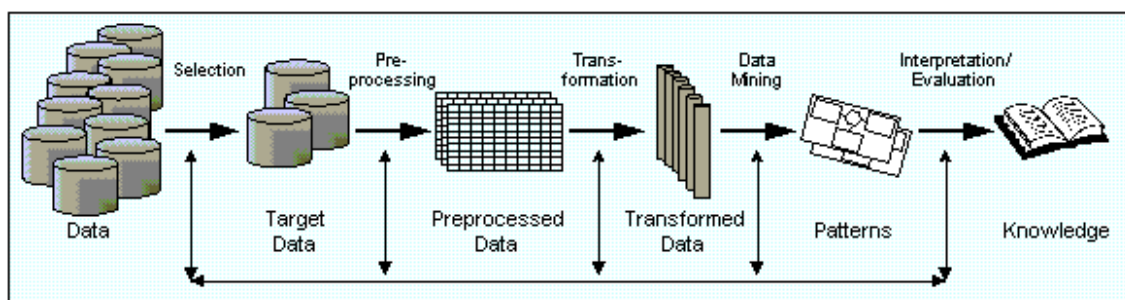 Selection
Pre-
processing
Trans-
formation
Data
Mining
Interpretation/
Evaluation
Data
Target
Data
Preprocessed
Data
Transformed
Data
Patterns
Knowledge